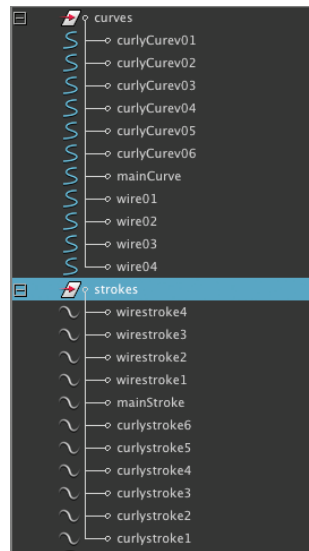 curves
curlyCurev01
curlyCurev02
curlyCurev03
curlyCurev04
curlyCurev05
curlyCurev06
mainCurve
wire01
wire02
wire03
wire04
strokes
wirestroke4
wirestroke3
wirestroke2
wirestroke1
mainStroke
curlystroke6
curlystroke5
curlystroke4
curlystroke3
curlystroke2
curlystroke1